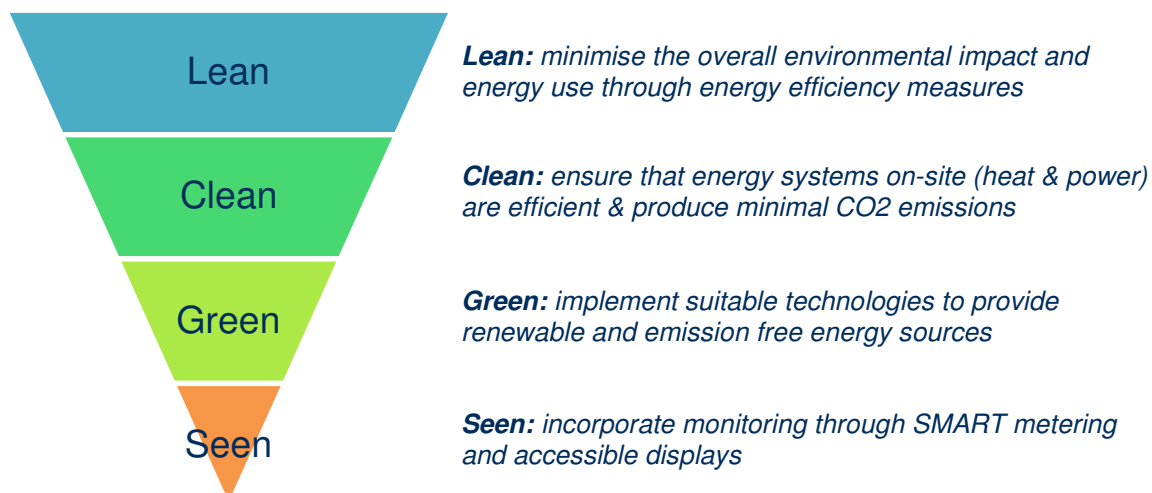 Lean
Lean: minimise the overall environmental impact and
energy use through energy efficiency measures
Clean
Clean: ensure that energy systems on-site (heat & power)
are efficient & produce minimal CO2 emissions
Green
Green: implement suitable technologies to provide
renewable and emission free energy sources
Seen
Seen: incorporate monitoring through SMART metering
and accessible displays